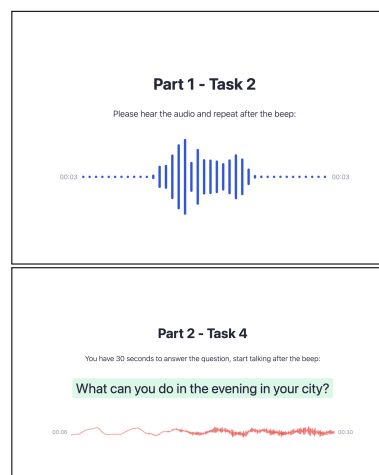 Part 1 - Task 2
Please hear the audio and repeat after the beep:
00:03 00:03
Part 2 - Task 4
You have 30 seconds to answer the question, start talking after the beep:
What can you do in the evening in your city?
00:06 00:30